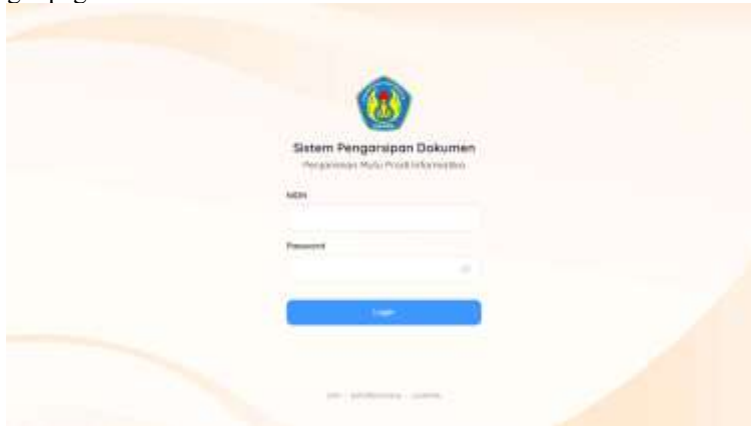 Sistem Pengarsipan Dokumen
Penjaminan Mutu Prodi Informatika
NIDN
Password
Login